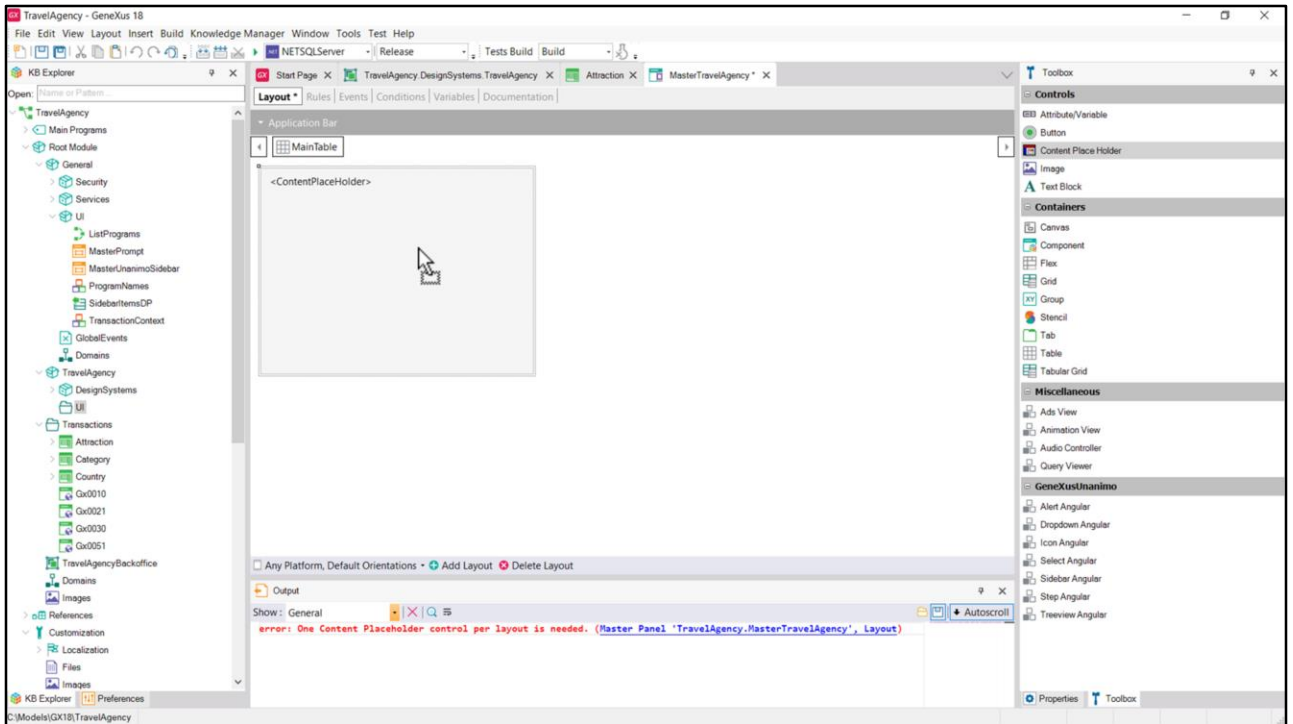 TravelAgency - GeneXus 18
File Edit View Layout Insert Build Knowledge Manager Window Tools Test Help
NETSQLServer Release Tests Build Build
KB Explorer
Open: Name or Pattern...
TravelAgency
Main Programs
Root Module
General
Security
Services
UI
ListPrograms
MasterPrompt
MasterUnanimoSidebar
ProgramNames
SidebarItemsDP
TransactionContext
GlobalEvents
Domains
TravelAgency
DesignSystems
UI
Transactions
Attraction
Category
Country
Gx0010
Gx0021
Gx0030
Gx0051
TravelAgencyBackoffice
Domains
Images
References
Customization
Localization
Files
Images
KB Explorer Preferences
C:\Models\GX18\TravelAgency
Start Page TravelAgency.DesignSystems.TravelAgency Attraction MasterTravelAgency *
Layout * Rules Events Conditions Variables Documentation
Application Bar
MainTable
<ContentPlaceHolder>
Any Platform, Default Orientations Add Layout Delete Layout
Output
Show: General Autoscroll
error: One Content Placeholder control per layout is needed. (Master Panel 'TravelAgency.MasterTravelAgency', Layout)
Toolbox
Controls
Attribute/Variable
Button
Content Place Holder
Image
Text Block
Containers
Canvas
Component
Flex
Grid
Group
Stencil
Tab
Table
Tabular Grid
Miscellaneous
Ads View
Animation View
Audio Controller
Query Viewer
GeneXusUnanimo
Alert Angular
Dropdown Angular
Icon Angular
Select Angular
Sidebar Angular
Step Angular
Treeview Angular
Properties Toolbox